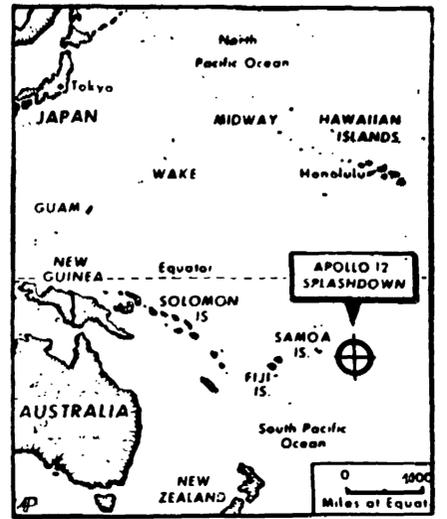 North
Pacific Ocean
Tokyo
JAPAN
MIDWAY
HAWAIIAN
ISLANDS
Honolulu
WAKE
GUAM
NEW
GUINEA
Equator
APOLLO 12
SPLASHDOWN
SOLOMON
IS
SAMOA
IS.
FIJI
IS.
AUSTRALIA
South Pacific
Ocean
NEW
ZEALAND
0 1000
Miles at Equat.
AP